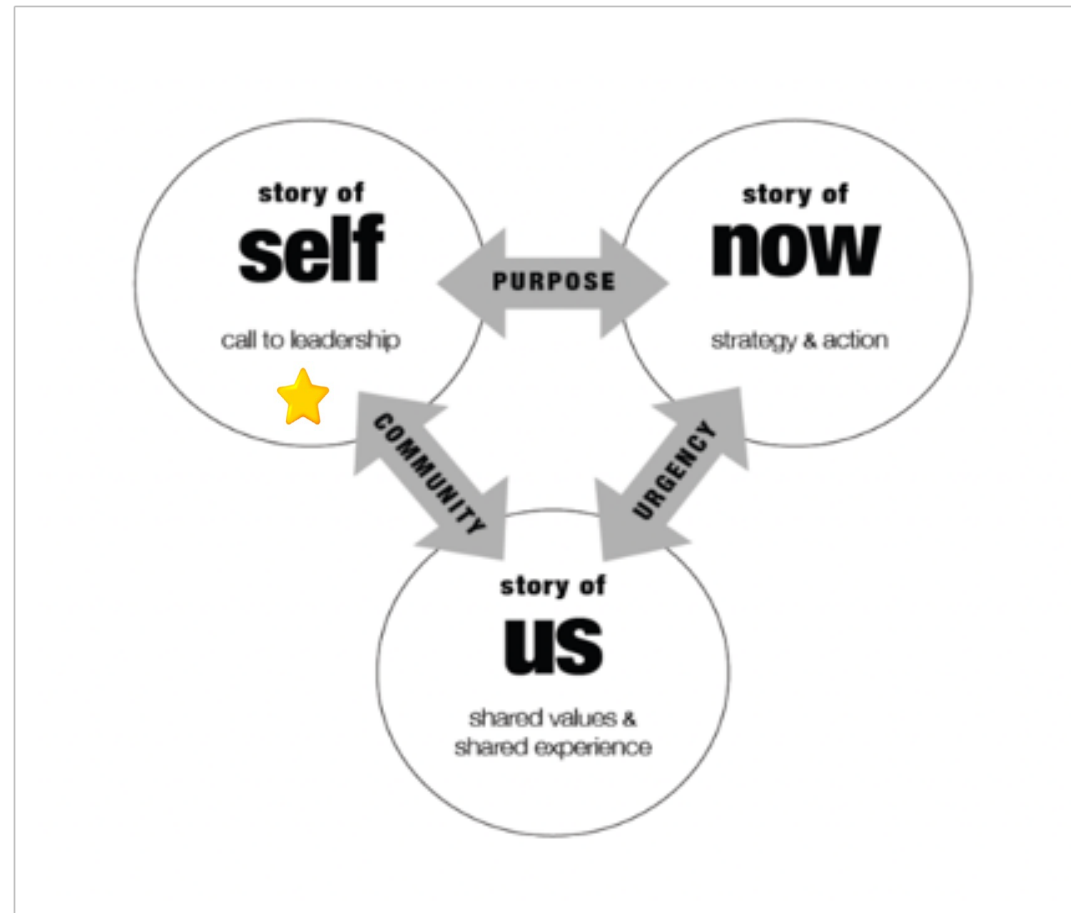 story of
self
call to leadership
PURPOSE
story of
now
strategy & action
COMMUNITY
URGENCY
story of
us
shared values &
shared experience